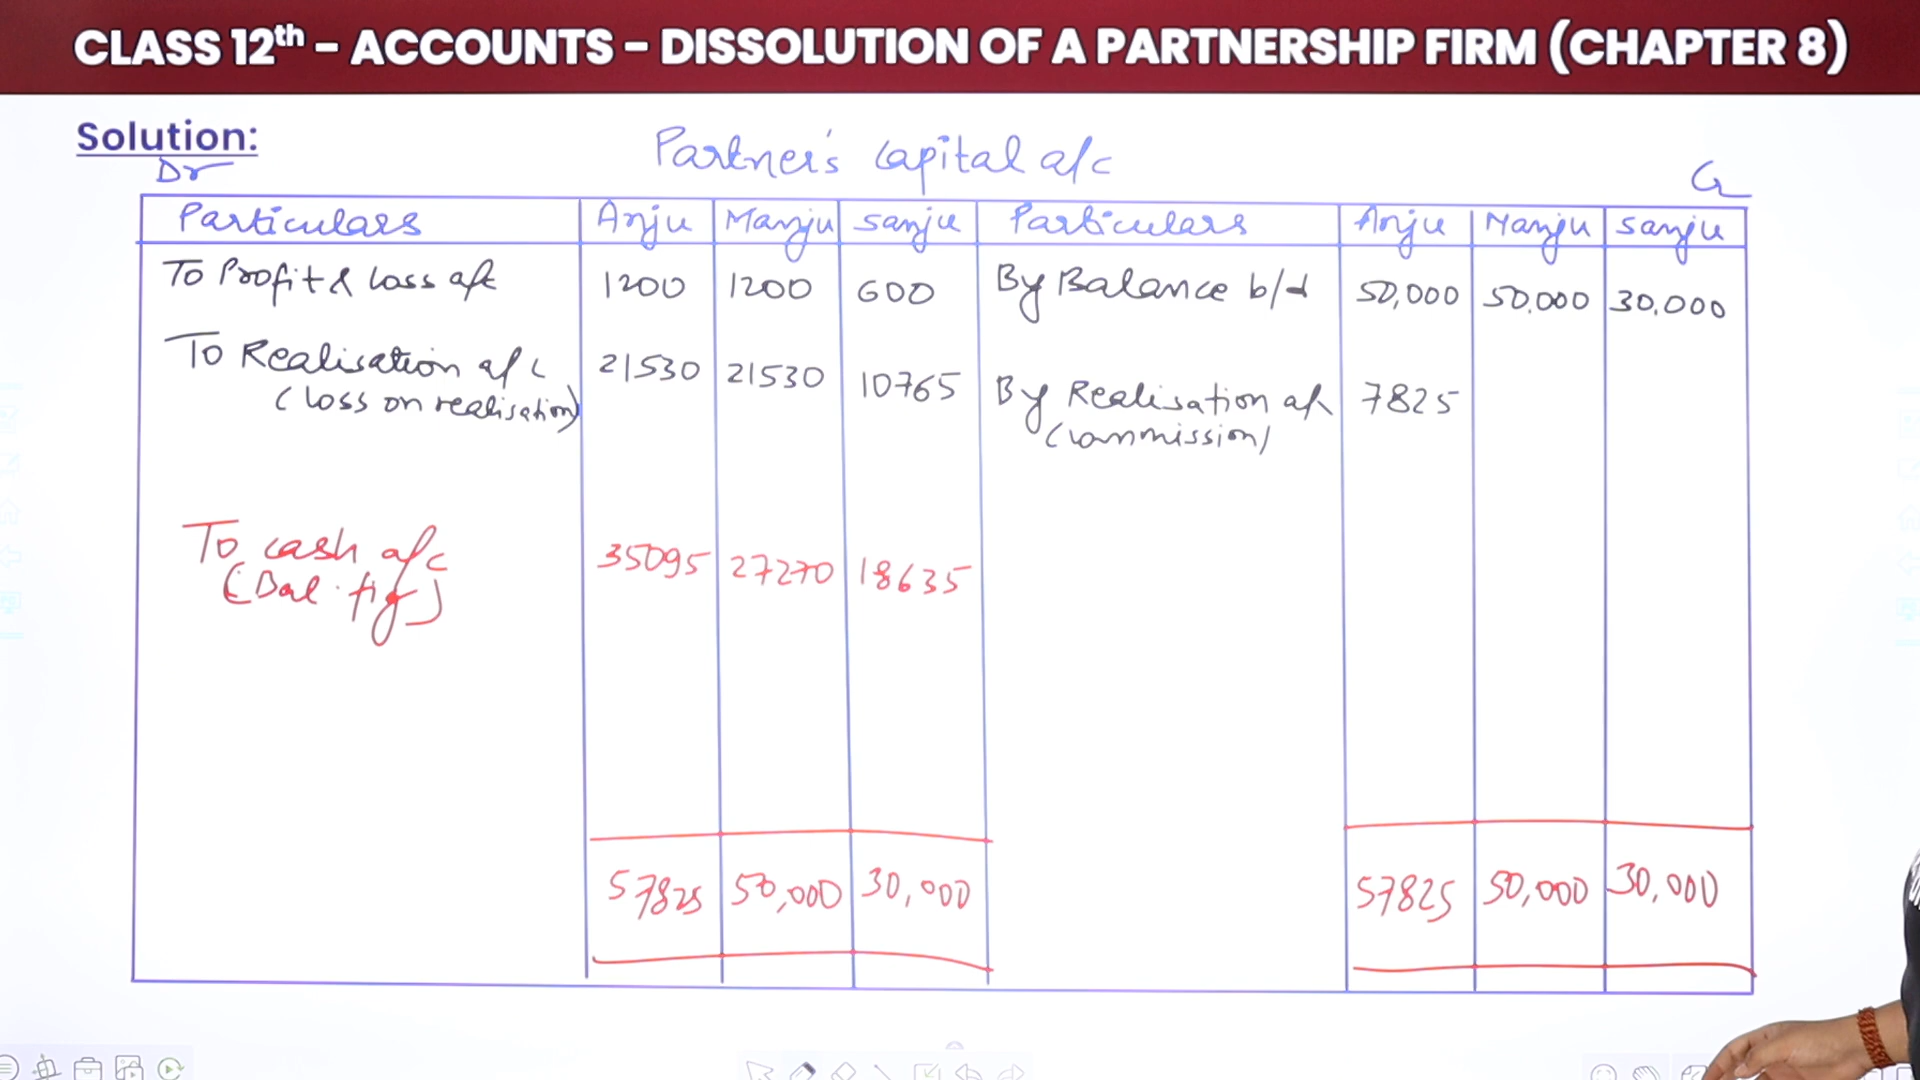 CLASS 12th – ACCOUNTS – DISSOLUTION OF A PARTNERSHIP FIRM (CHAPTER 8)
Solution:
Partner's Capital a/c
Dr Cr
Particulars Anju Manju Sanju Particulars Anju Manju Sanju
To Profit & Loss a/c 1200 1200 600 By Balance b/d 50,000 50,000 30,000
To Realisation a/c 21530 21530 10765 By Realisation a/c 7825
(Loss on realisation) (Commission)
To cash a/c 35095 27270 18635
(Bal. fig)
57825 50,000 30,000 57825 50,000 30,000